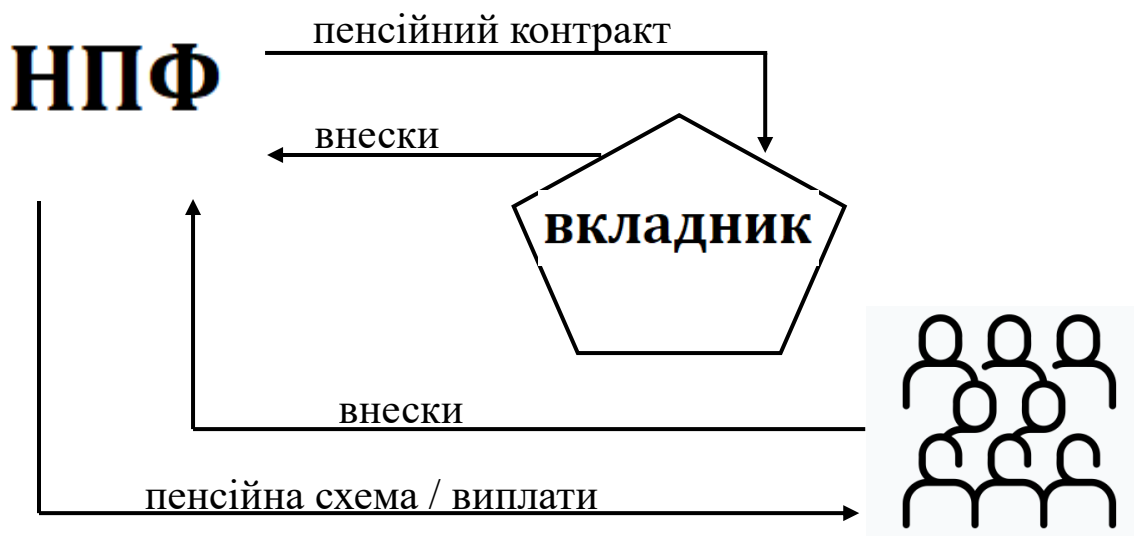 пенсійний контракт
НПФ
внески
вкладник
внески
пенсійна схема / виплати